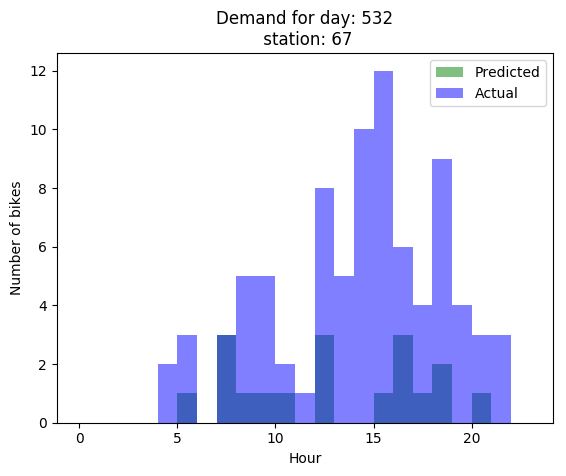 Demand for day: 532
station: 67
Predicted
Actual
12
10
8
6
4
2
0
Number of bikes
0 5 10 15 20
Hour